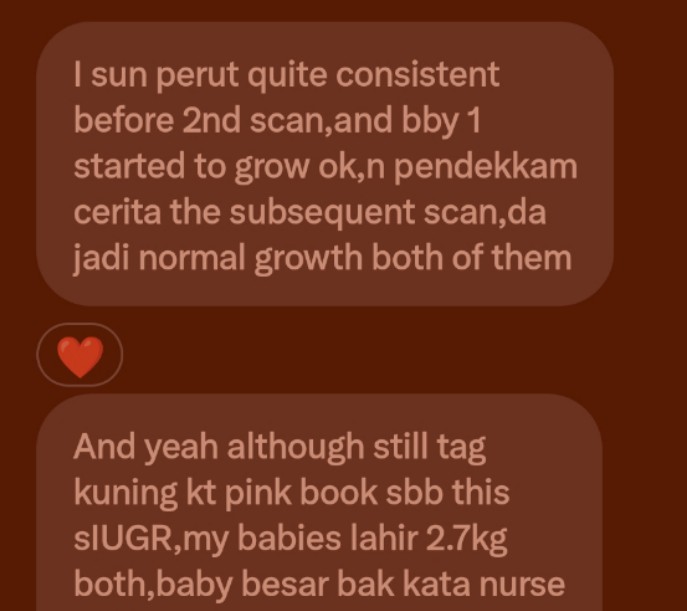 I sun perut quite consistent
before 2nd scan,and bby 1
started to grow ok,n pendekkam
cerita the subsequent scan,da
jadi normal growth both of them
And yeah although still tag
kuning kt pink book sbb this
sIUGR,my babies lahir 2.7kg
both,baby besar bak kata nurse